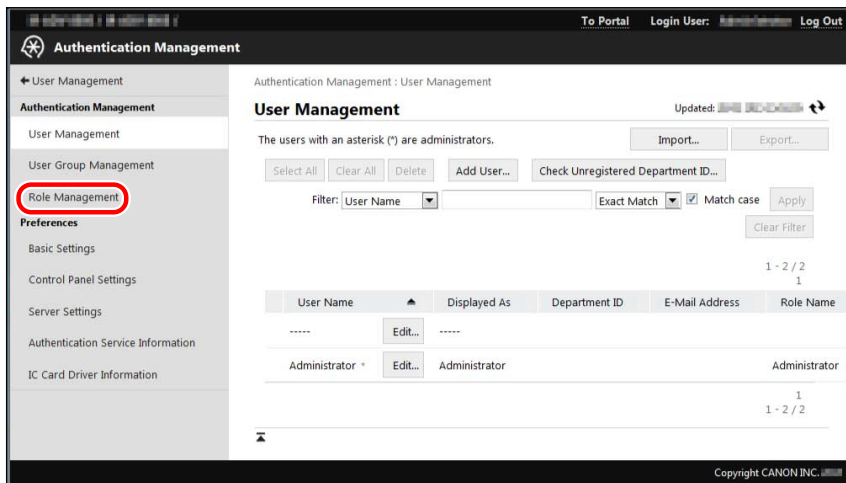 To Portal Login User: Log Out
Authentication Management
User Management
Authentication Management
User Management
User Group Management
Role Management
Preferences
Basic Settings
Control Panel Settings
Server Settings
Authentication Service Information
IC Card Driver Information
Authentication Management : User Management
User Management
Updated:
The users with an asterisk (*) are administrators.
Import... Export...
Select All Clear All Delete Add User... Check Unregistered Department ID...
Filter: User Name Exact Match Match case Apply
Clear Filter
1 - 2 / 2
1
User Name Displayed As Department ID E-Mail Address Role Name
----- Edit... -----
Administrator * Edit... Administrator Administrator
1
1 - 2 / 2
Copyright CANON INC.